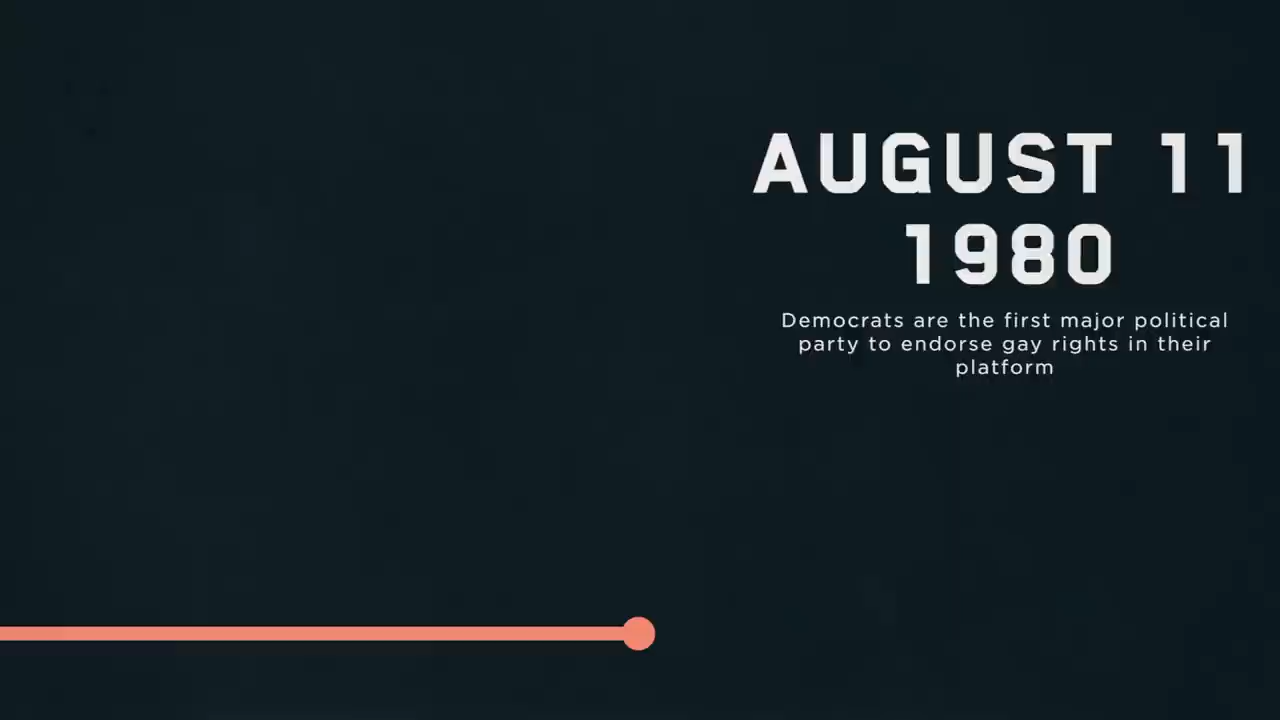 AUGUST 11
1980
Democrats are the first major political
party to endorse gay rights in their
platform